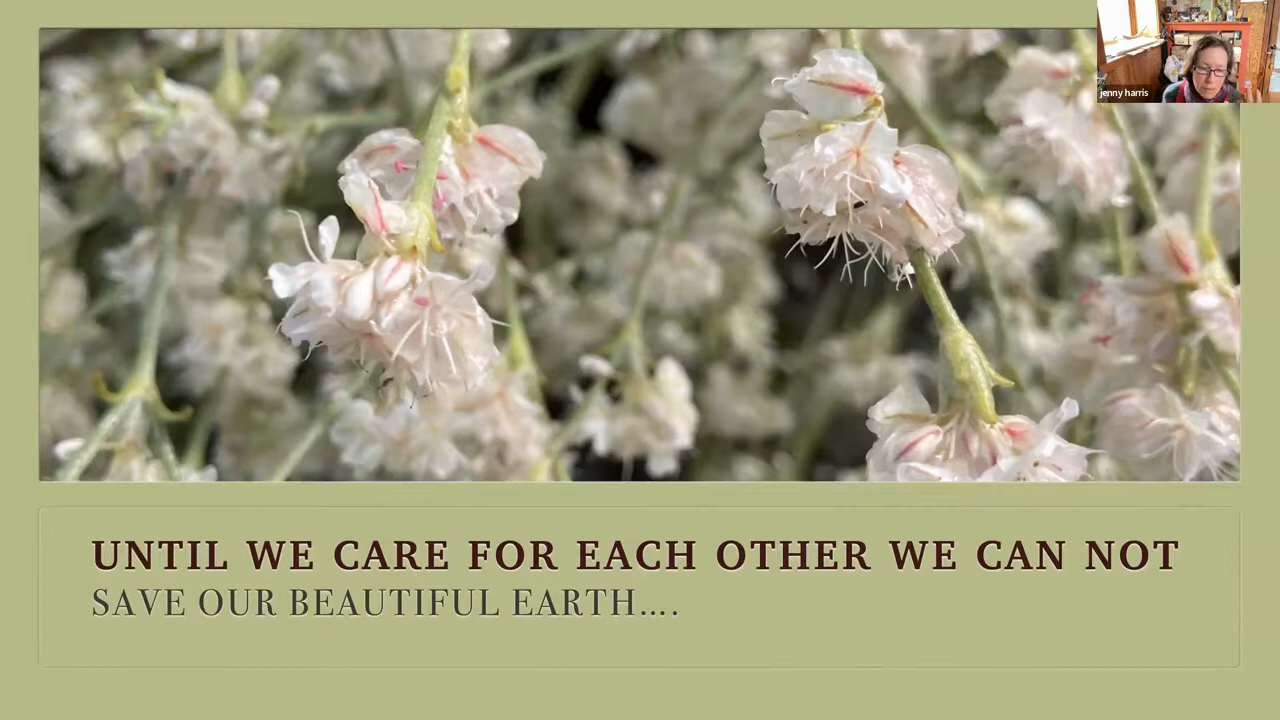 jenny harris
UNTIL WE CARE FOR EACH OTHER WE CAN NOT
SAVE OUR BEAUTIFUL EARTH....